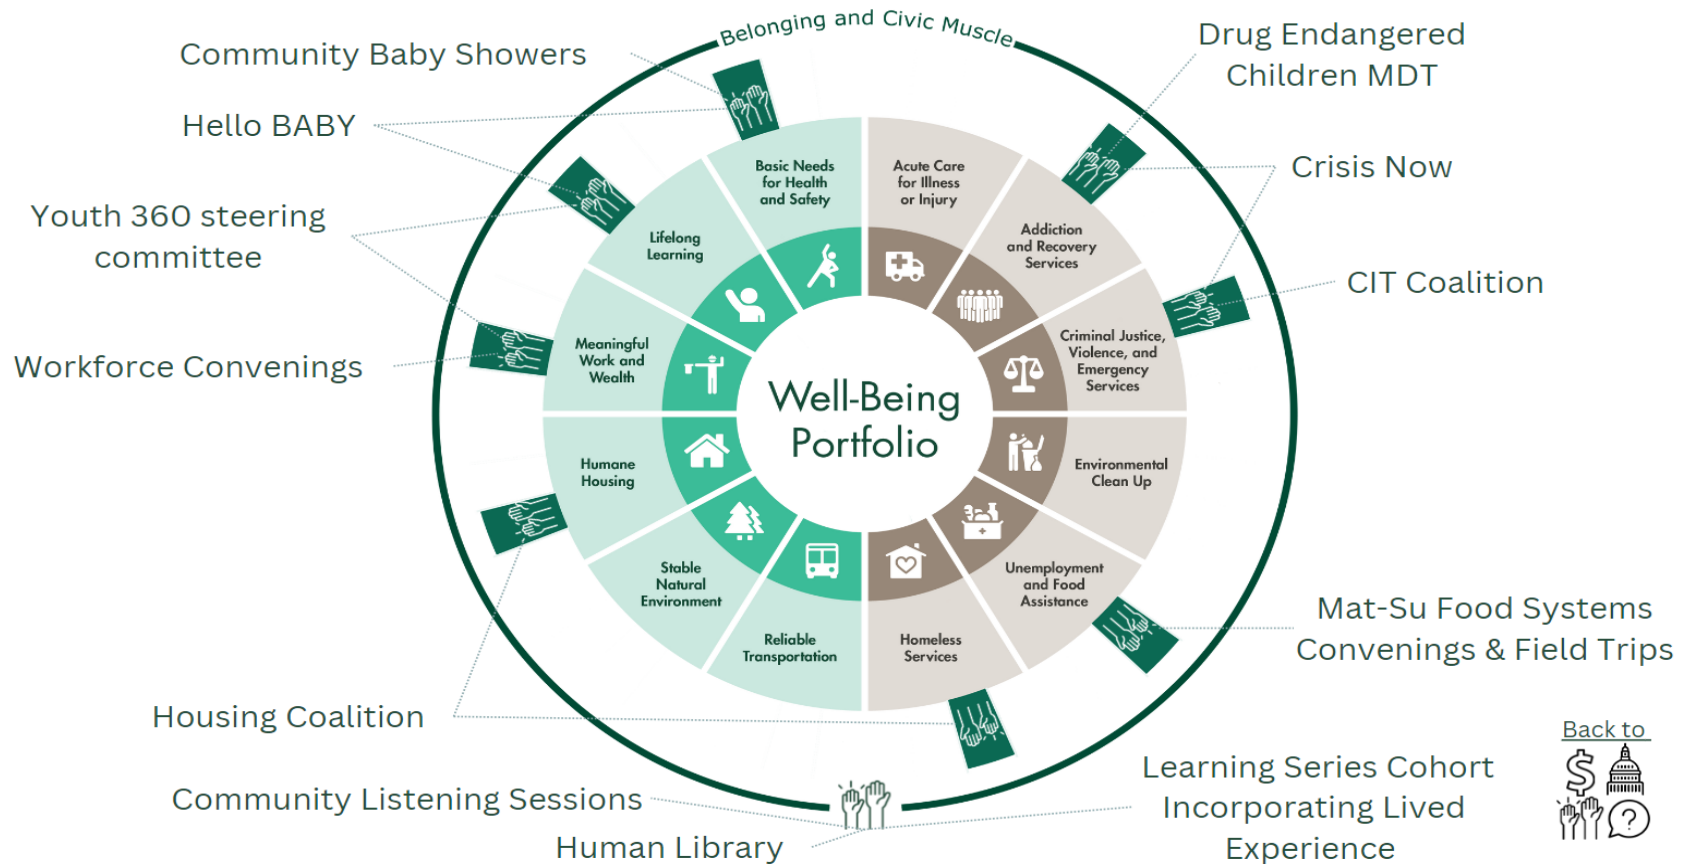 Belonging and Civic Muscle
Community Baby Showers
Hello BABY
Youth 360 steering
committee
Workforce Convenings
Housing Coalition
Community Listening Sessions
Human Library
Drug Endangered
Children MDT
Crisis Now
CIT Coalition
Mat-Su Food Systems
Convenings & Field Trips
Learning Series Cohort
Incorporating Lived
Experience
Back to
$
?
Well-Being
Portfolio
Basic Needs
for Health
and Safety
Lifelong
Learning
Meaningful
Work and
Wealth
Humane
Housing
Stable
Natural
Environment
Reliable
Transportation
Acute Care
for Illness
or Injury
Addiction
and Recovery
Services
Criminal Justice,
Violence, and
Emergency
Services
Environmental
Clean Up
Unemployment
and Food
Assistance
Homeless
Services